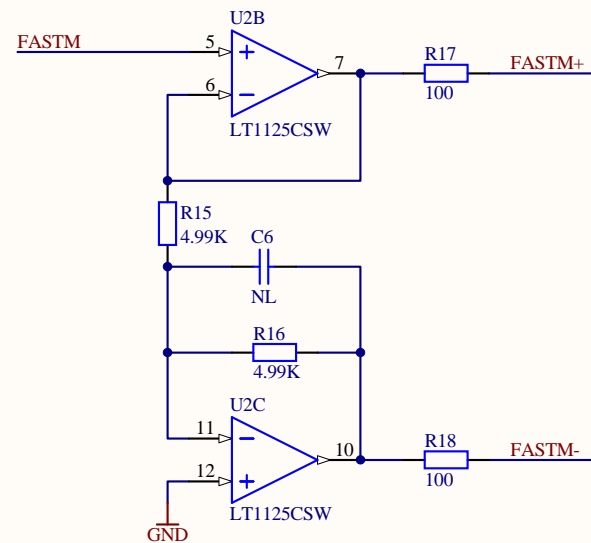 U2B
FASTM
5
7
R17
FASTM+
6
100
LT1125CSW
R15
4.99K
C6
NL
R16
4.99K
U2C
11
10
R18
FASTM-
12
100
LT1125CSW
GND